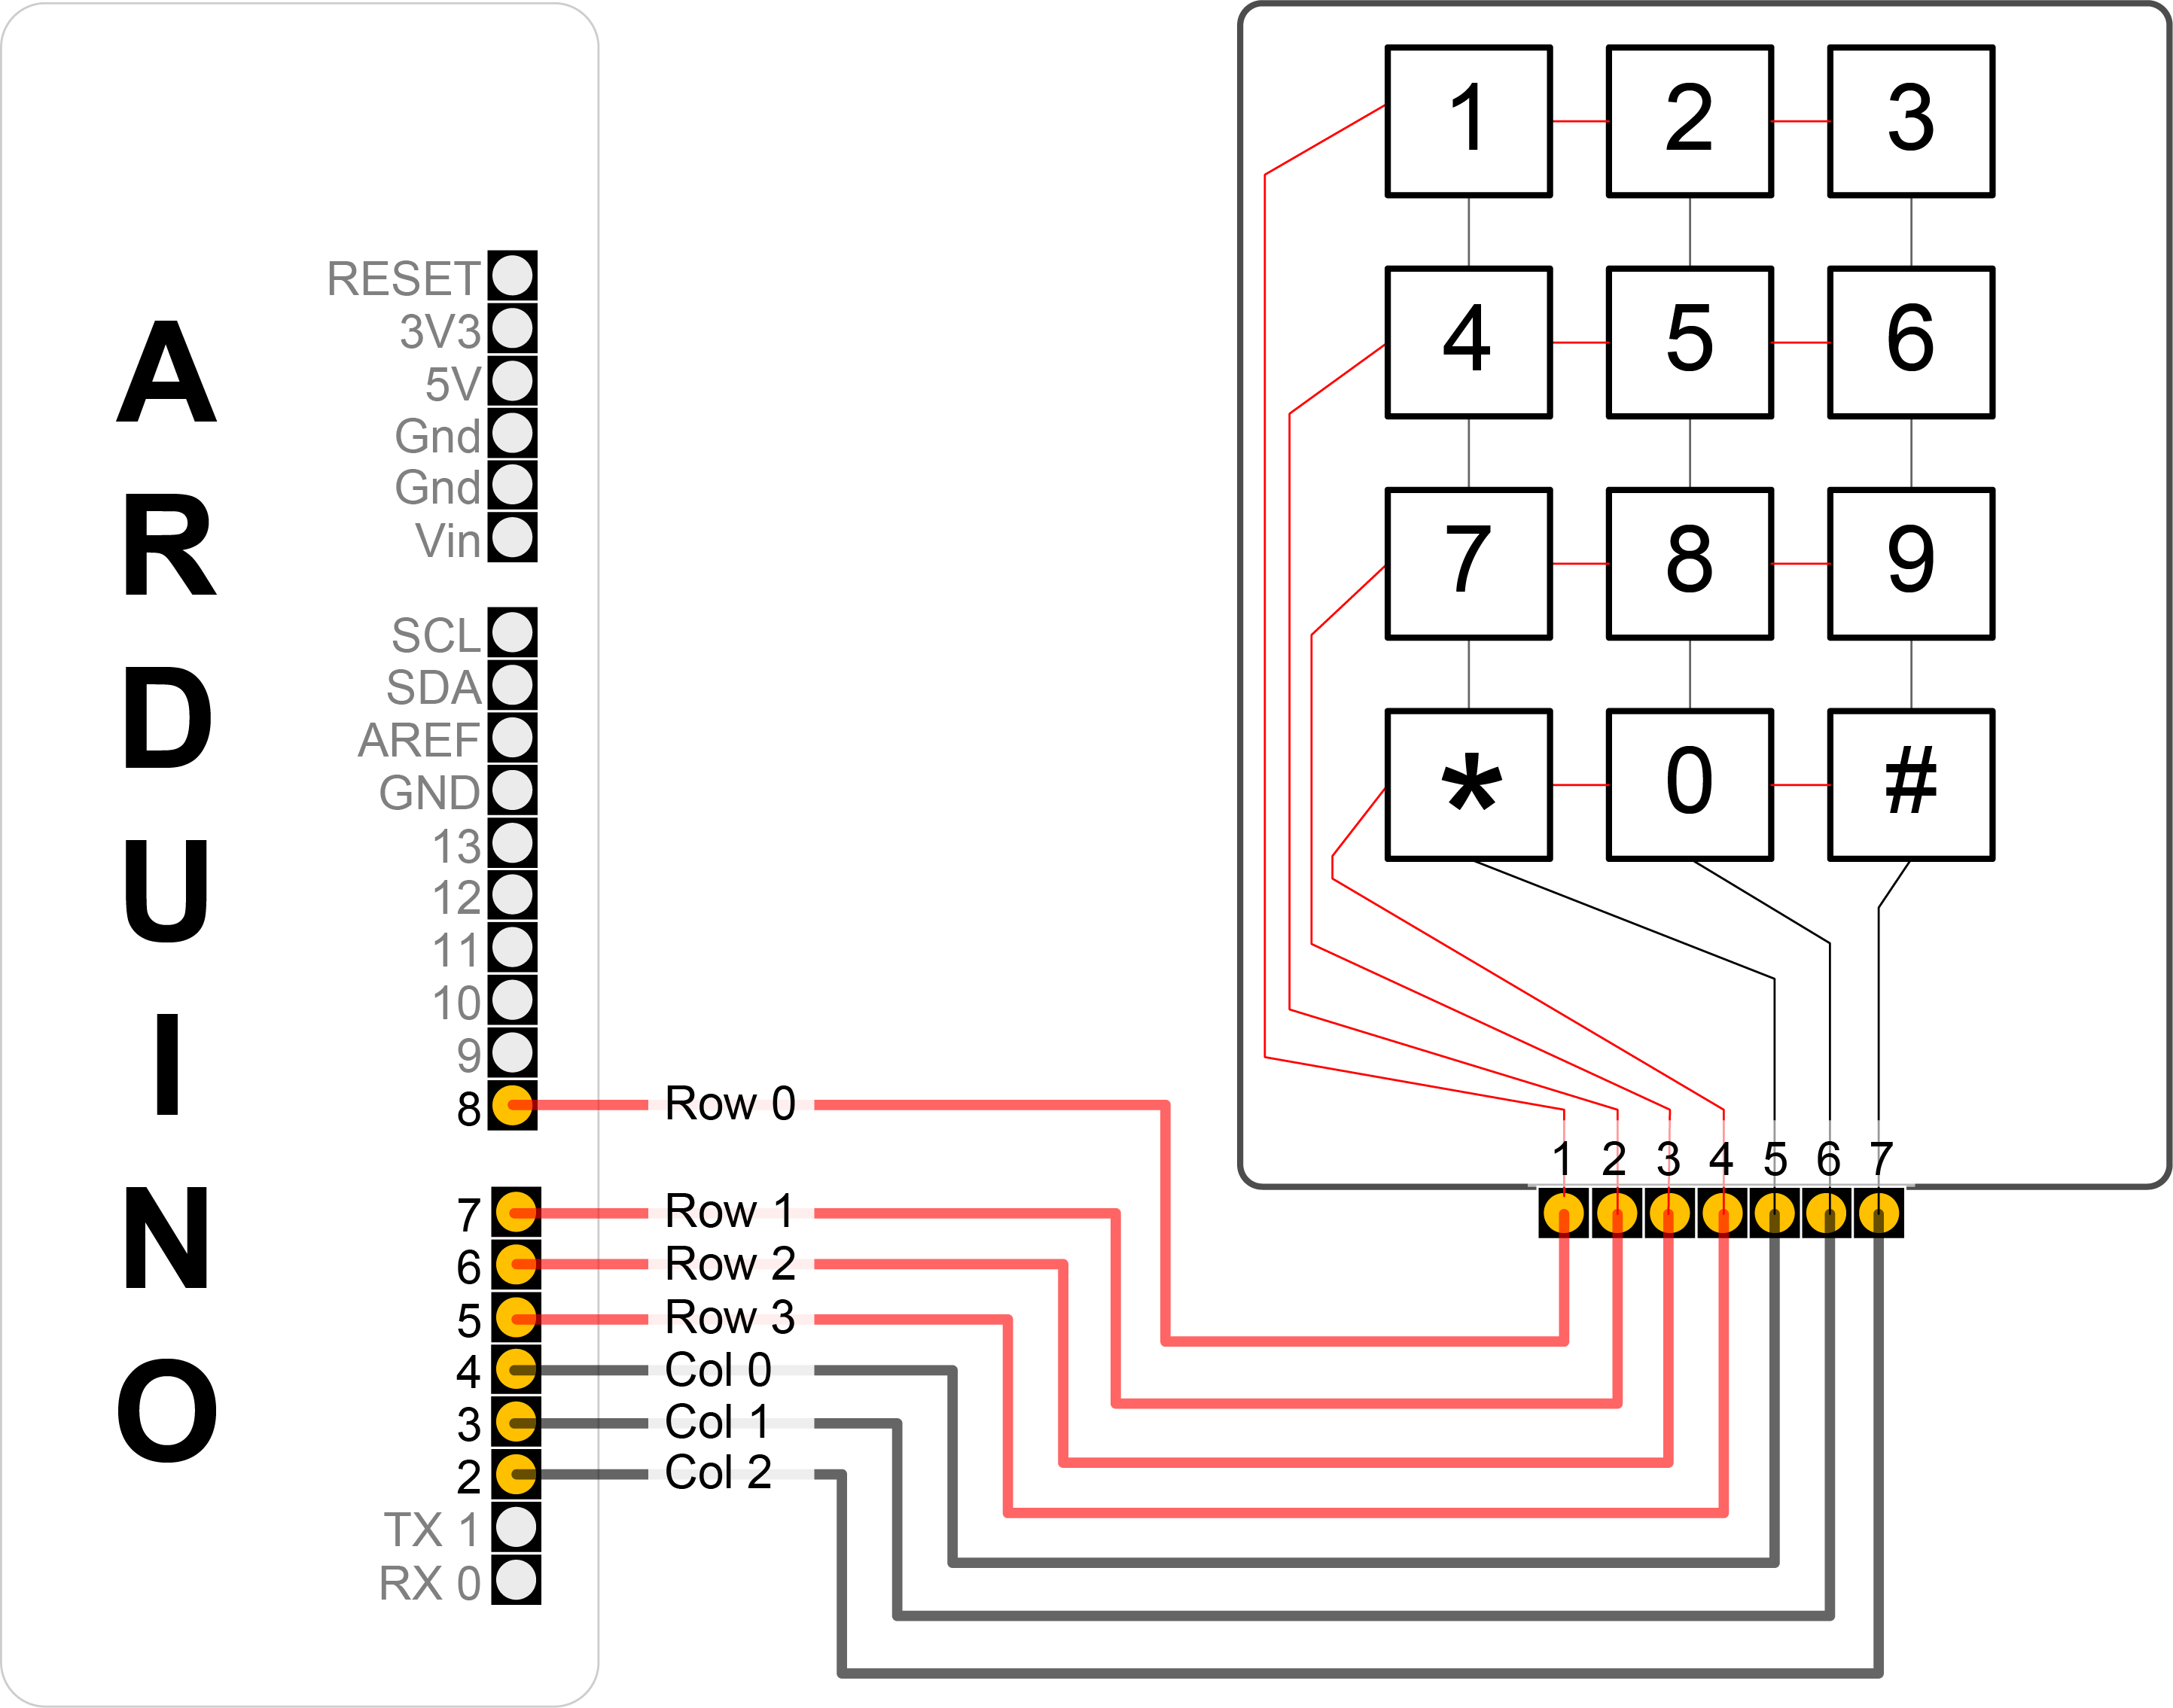 ARDUINO
RESET
3V3
5V
Gnd
Gnd
Vin
SCL
SDA
AREF
GND
13
12
11
10
9
8 Row 0
7 Row 1
6 Row 2
5 Row 3
4 Col 0
3 Col 1
2 Col 2
TX 1
RX 0
1 2 3
4 5 6
7 8 9
* 0 #
1 2 3 4 5 6 7